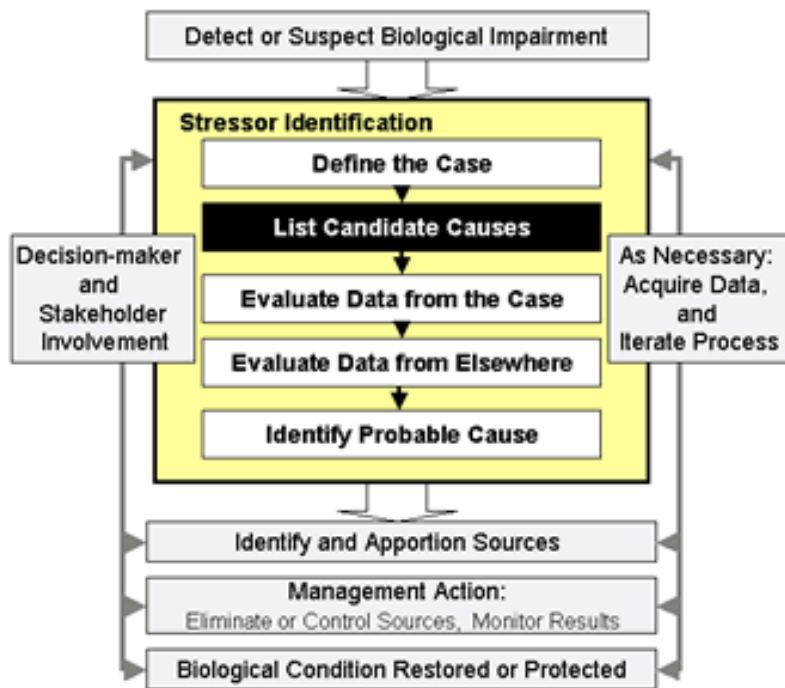 Detect or Suspect Biological Impairment
Stressor Identification
Define the Case
List Candidate Causes
Decision-maker
and
Stakeholder
Involvement
As Necessary:
Acquire Data,
and
Iterate Process
Evaluate Data from the Case
Evaluate Data from Elsewhere
Identify Probable Cause
Identify and Apportion Sources
Management Action:
Eliminate or Control Sources, Monitor Results
Biological Condition Restored or Protected